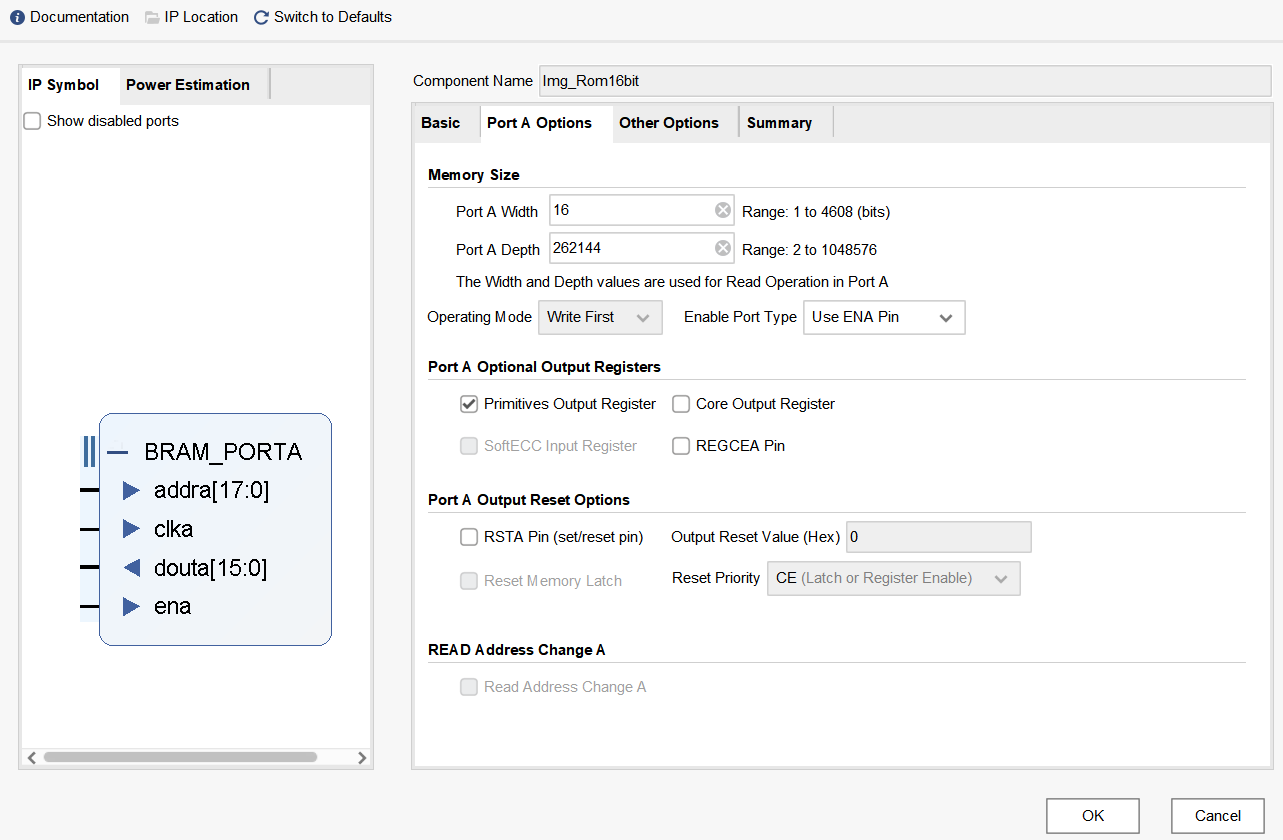 Documentation IP Location Switch to Defaults
IP Symbol Power Estimation
Show disabled ports
BRAM_PORTA
addra[17:0]
clka
douta[15:0]
ena
Component Name Img_Rom16bit
Basic Port A Options Other Options Summary
Memory Size
Port A Width 16 Range: 1 to 4608 (bits)
Port A Depth 262144 Range: 2 to 1048576
The Width and Depth values are used for Read Operation in Port A
Operating Mode Write First Enable Port Type Use ENA Pin
Port A Optional Output Registers
Primitives Output Register Core Output Register
SoftECC Input Register REGCEA Pin
Port A Output Reset Options
RSTA Pin (set/reset pin) Output Reset Value (Hex) 0
Reset Memory Latch Reset Priority CE (Latch or Register Enable)
READ Address Change A
Read Address Change A
OK Cancel